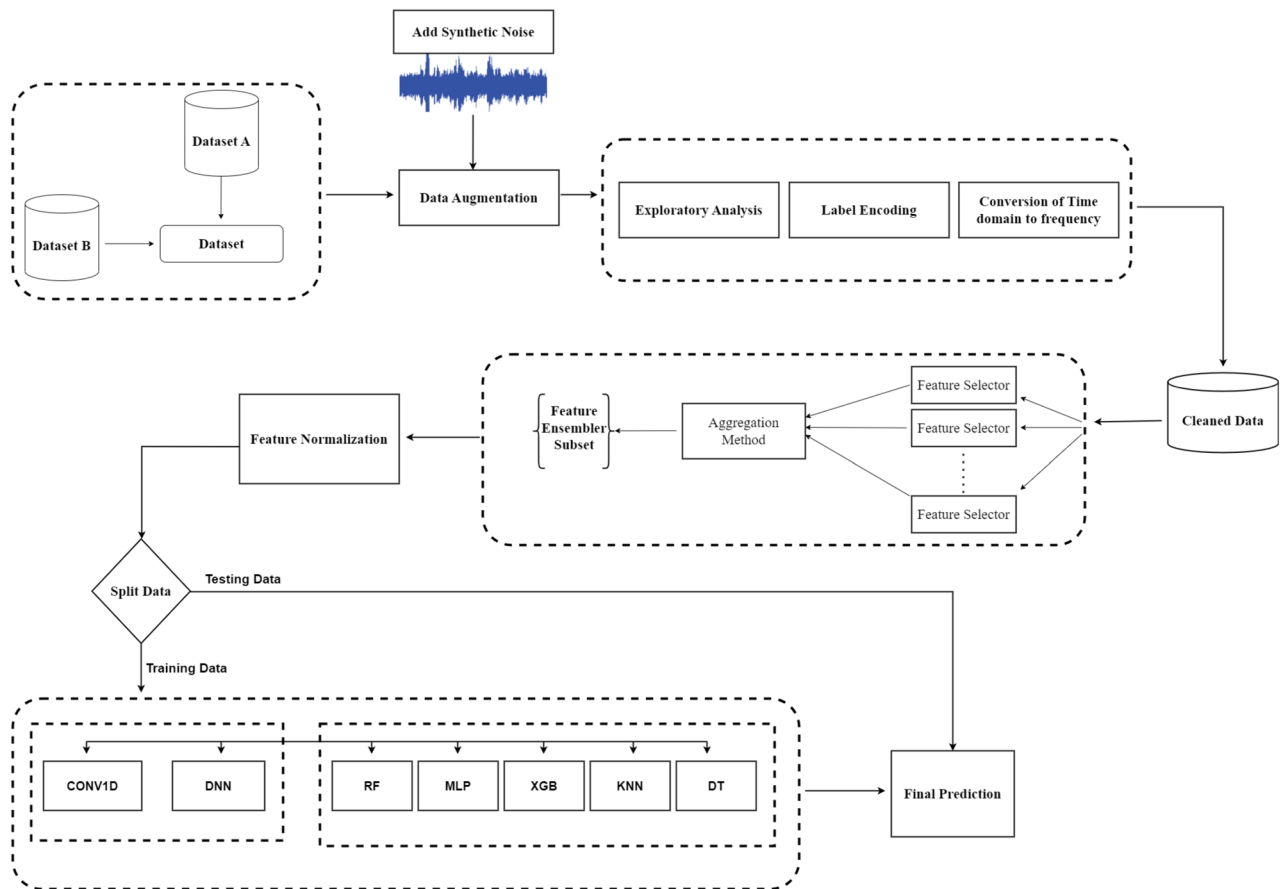 Add Synthetic Noise
Dataset A
Dataset B
Dataset
Data Augmentation
Exploratory Analysis
Label Encoding
Conversion of Time
domain to frequency
Cleaned Data
Feature Selector
Feature Selector
Feature Selector
Aggregation
Method
Feature
Ensembler
Subset
Feature Normalization
Split Data
Testing Data
Training Data
CONV1D
DNN
RF
MLP
XGB
KNN
DT
Final Prediction